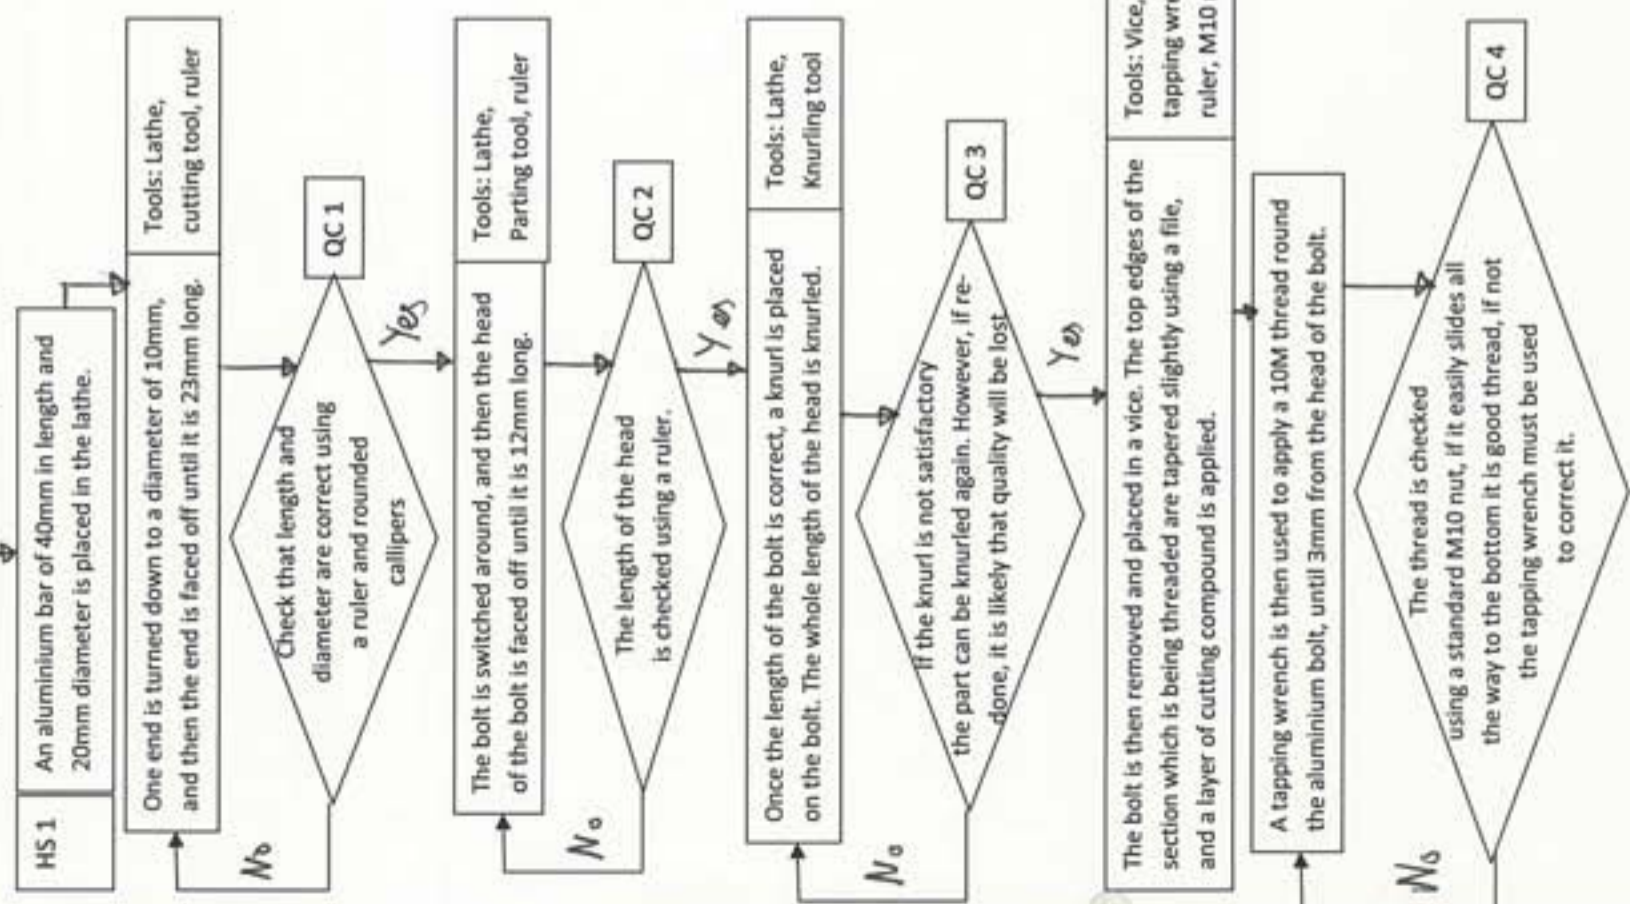 HS 1
An aluminium bar of 40mm in length and
20mm diameter is placed in the lathe.
One end is turned down to a diameter of 10mm,
and then the end is faced off until it is 23mm long.
Tools: Lathe,
cutting tool, ruler
Check that length and
diameter are correct using
a ruler and rounded
callipers
QC 1
No
Yes
The bolt is switched around, and then the head
of the bolt is faced off until it is 12mm long.
Tools: Lathe,
Parting tool, ruler
The length of the head
is checked using a ruler.
QC 2
No
Yes
Once the length of the bolt is correct, a knurl is placed
on the bolt. The whole length of the head is knurled.
Tools: Lathe,
Knurling tool
If the knurl is not satisfactory
the part can be knurled again. However, if re-
done, it is likely that quality will be lost
QC 3
No
Yes
The bolt is then removed and placed in a vice. The top edges of the
section which is being threaded are tapered slightly using a file,
and a layer of cutting compound is applied.
Tools: Vice,
tapping wre
ruler, M10
A tapping wrench is then used to apply a 10M thread round
the aluminium bolt, until 3mm from the head of the bolt.
The thread is checked
using a standard M10 nut, if it easily slides all
the way to the bottom it is good thread, if not
the tapping wrench must be used
to correct it.
QC 4
No